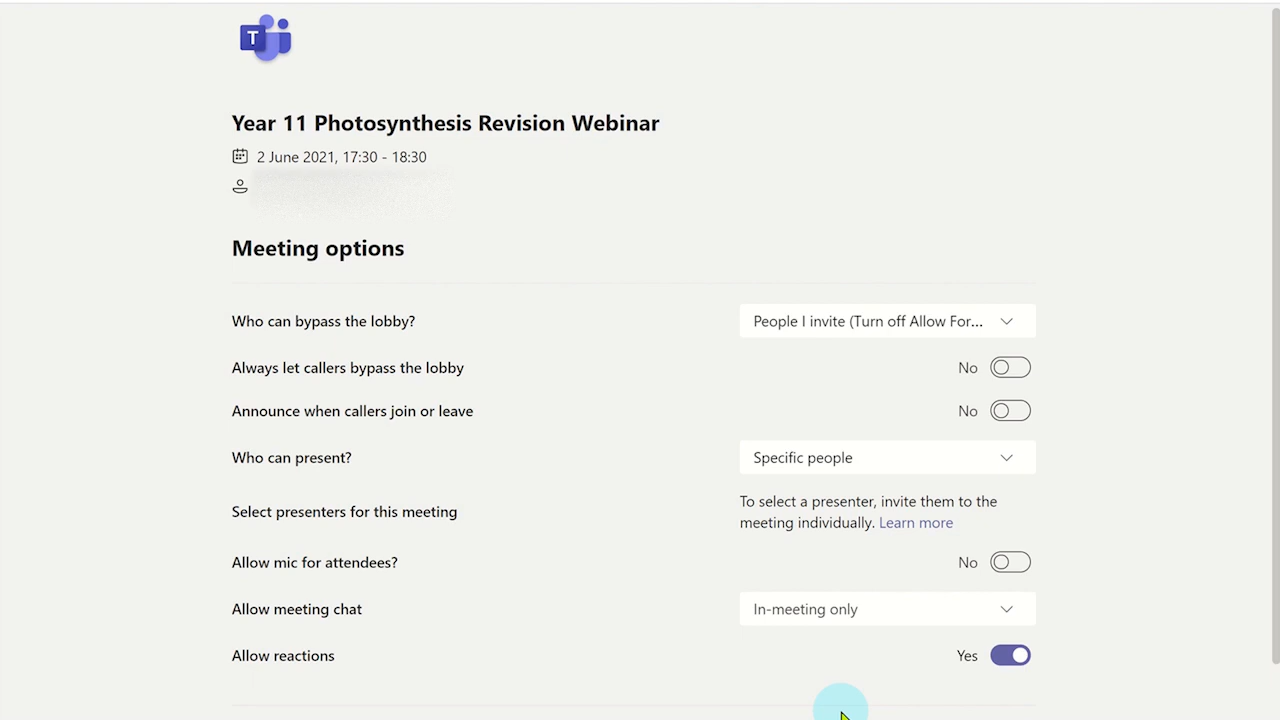 T
Year 11 Photosynthesis Revision Webinar
2 June 2021, 17:30 - 18:30
Meeting options
Who can bypass the lobby?
People I invite (Turn off Allow For...
Always let callers bypass the lobby
No
Announce when callers join or leave
No
Who can present?
Specific people
Select presenters for this meeting
To select a presenter, invite them to the
meeting individually. Learn more
Allow mic for attendees?
No
Allow meeting chat
In-meeting only
Allow reactions
Yes